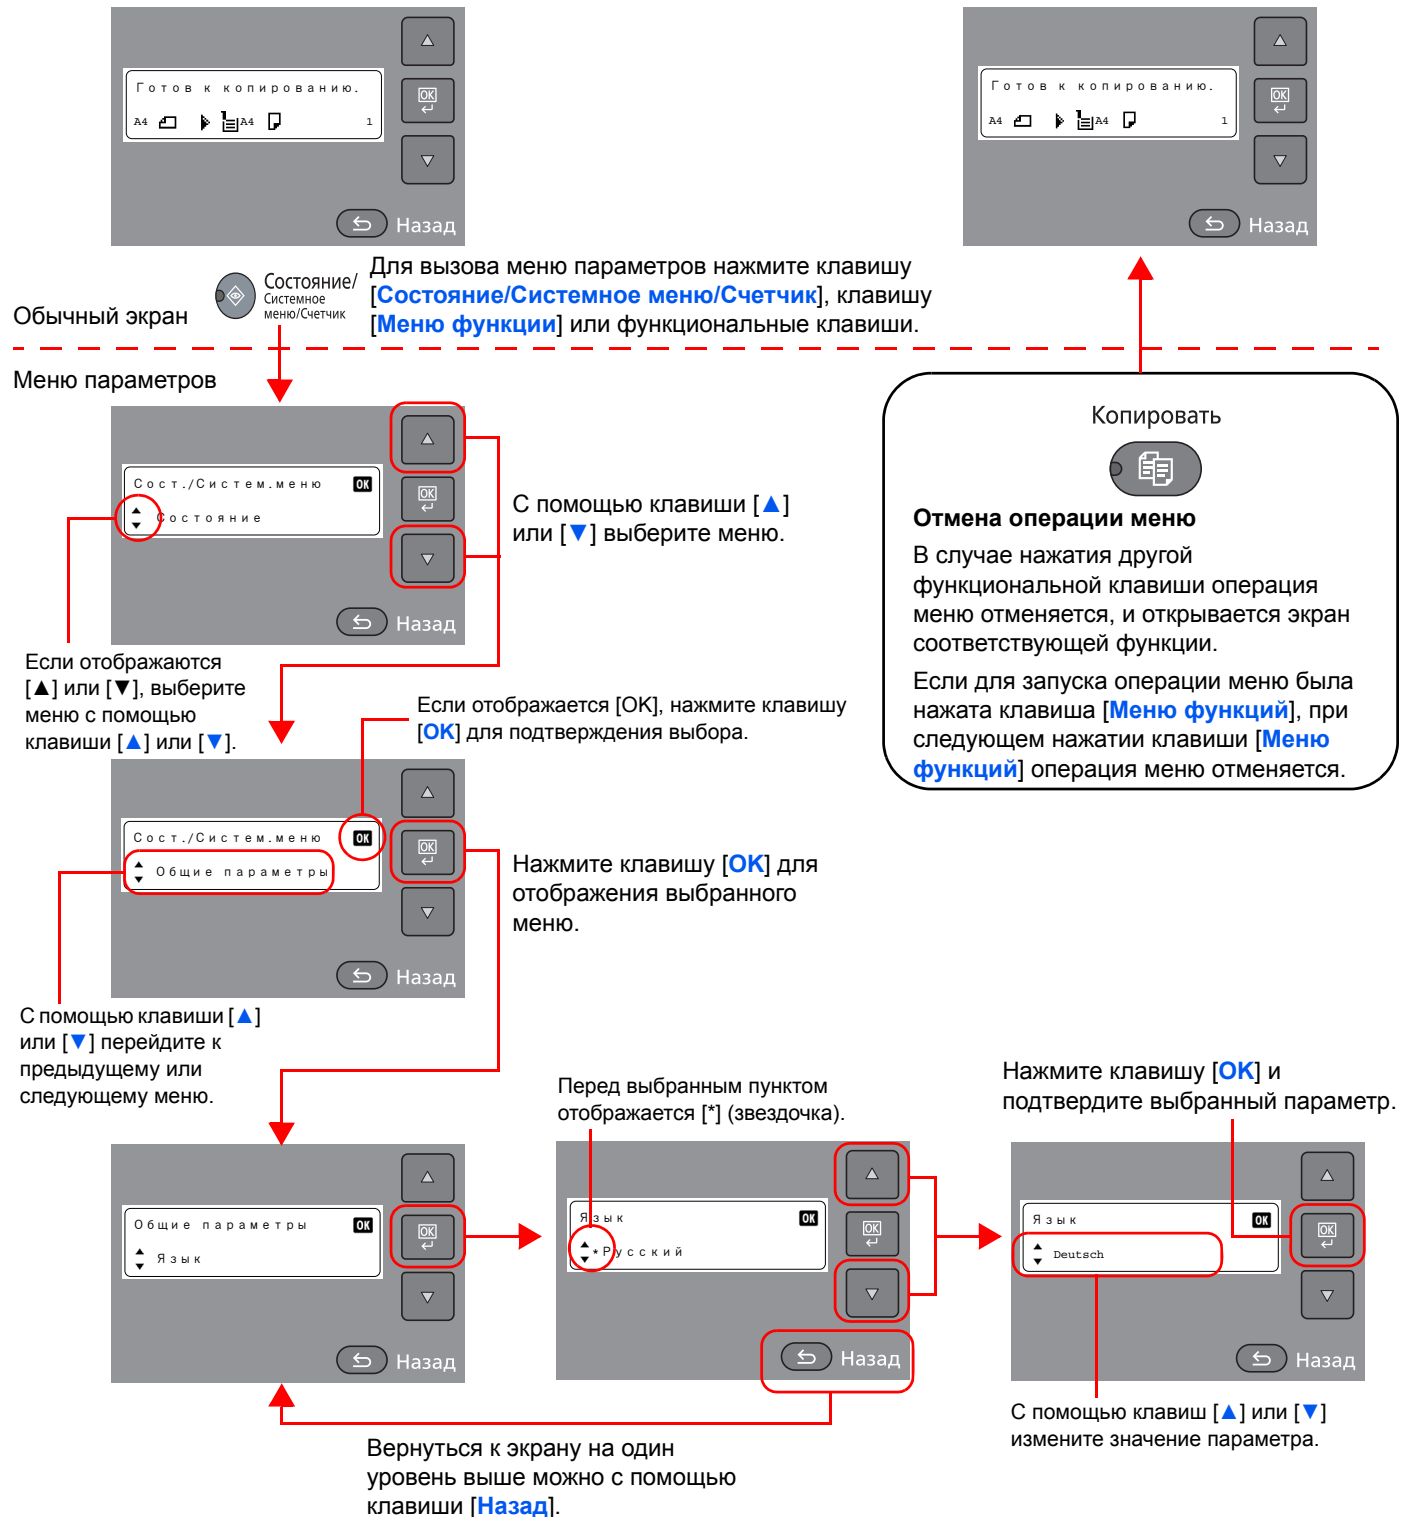 Готов к копированию.
A4 A4 1
OK
Назад
Готов к копированию.
A4 A4 1
OK
Назад
Обычный экран
Состояние/
Системное
меню/Счетчик
Для вызова меню параметров нажмите клавишу
[Состояние/Системное меню/Счетчик], клавишу
[Меню функции] или функциональные клавиши.
Меню параметров
Сост./Систем.меню OK
Состояние
OK
Назад
С помощью клавиши [▲]
или [▼] выберите меню.
Копировать
Отмена операции меню
В случае нажатия другой
функциональной клавиши операция
меню отменяется, и открывается экран
соответствующей функции.
Если для запуска операции меню была
нажата клавиша [Меню функций], при
следующем нажатии клавиши [Меню
функций] операция меню отменяется.
Если отображаются
[▲] или [▼], выберите
меню с помощью
клавиши [▲] или [▼].
Если отображается [OK], нажмите клавишу
[OK] для подтверждения выбора.
Сост./Систем.меню OK
Общие параметры
OK
Назад
Нажмите клавишу [OK] для
отображения выбранного
меню.
С помощью клавиши [▲]
или [▼] перейдите к
предыдущему или
следующему меню.
Перед выбранным пунктом
отображается [*] (звездочка).
Нажмите клавишу [OK] и
подтвердите выбранный параметр.
Общие параметры OK
Язык
OK
Назад
Язык OK
*Русский
OK
Назад
Язык OK
Deutsch
OK
Назад
С помощью клавиш [▲] или [▼]
измените значение параметра.
Вернуться к экрану на один
уровень выше можно с помощью
клавиши [Назад].